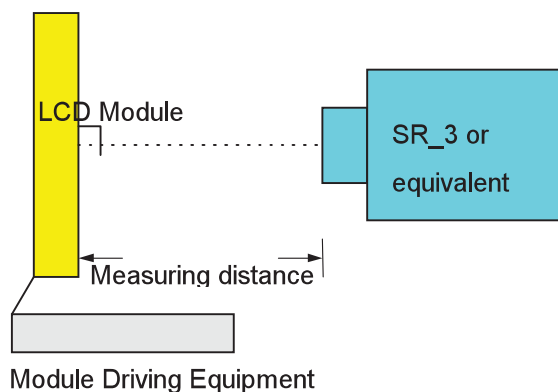 LCD Module
SR_3 or
equivalent
Measuring distance
Module Driving Equipment